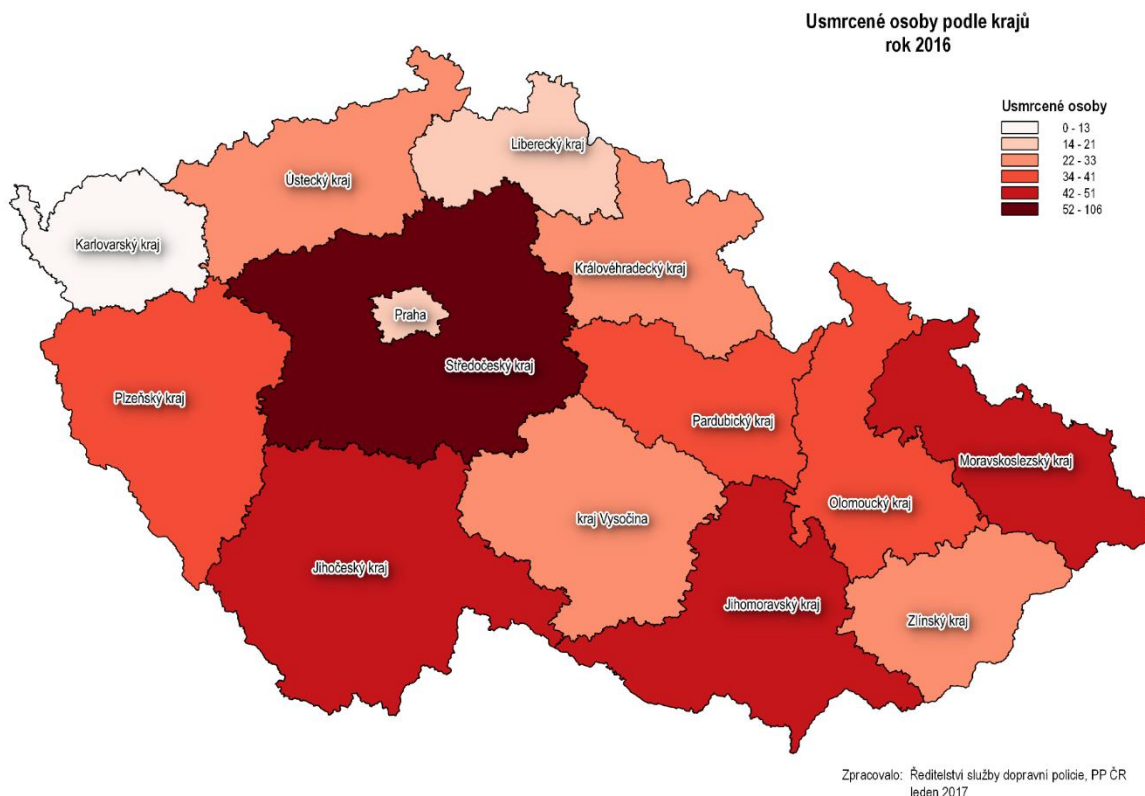 Usmrcené osoby podle krajů
rok 2016
Usmrcené osoby
0 - 13
14 - 21
22 - 33
34 - 41
42 - 51
52 - 106
Liberecký kraj
Ústecký kraj
Karlovarský kraj
Královéhradecký kraj
Praha
Středočeský kraj
Plzeňský kraj
Pardubický kraj
Moravskoslezský kraj
Olomoucký kraj
kraj Vysočina
Jihočeský kraj
Jihomoravský kraj
Zlínský kraj
Zpracovalo: Ředitelství služby dopravní policie, PP ČR
leden 2017